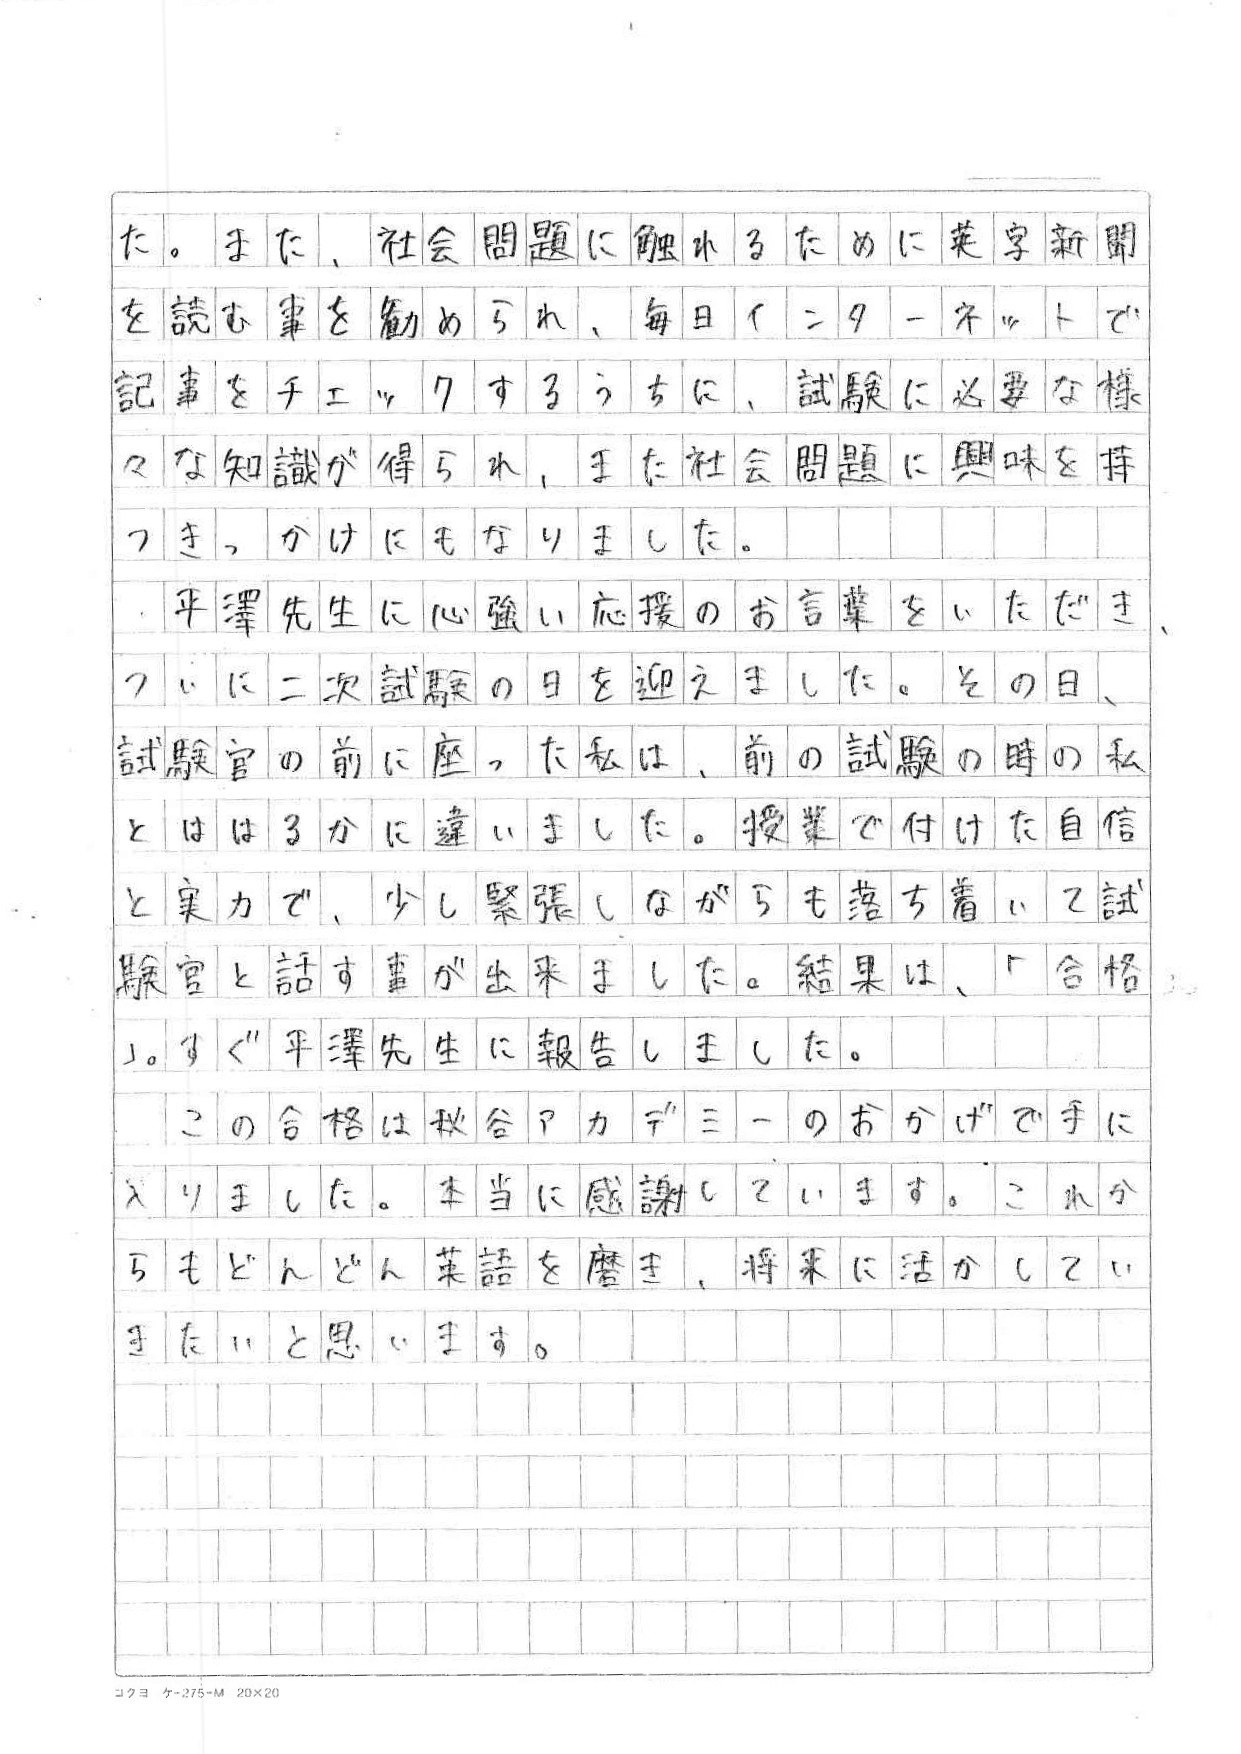 た。また、社会問題に触れるために英字新聞
を読む事を勧められ、毎日インターネットで
記事をチェックするうちに、試験に必要な様
々な知識が得られ、また社会問題に興味を持
つきっかけにもなりました。
平澤先生に心強い応援のお言葉をいただき、
ついに二次試験の日を迎えました。その日、
試験官の前に座った私は、前の試験の時の私
とははるかに違いました。授業で付けた自信
と実力で、少し緊張しながらも落ち着いて試
験官と話す事が出来ました。結果は、「合格
」。すぐ平澤先生に報告しました。
この合格は秋谷アカデミーのおかげで手に
入りました。本当に感謝しています。これか
らもどんどん英語を磨き、将来に活かしてい
きたいと思います。
コクヨ ケ-275-M 20×20